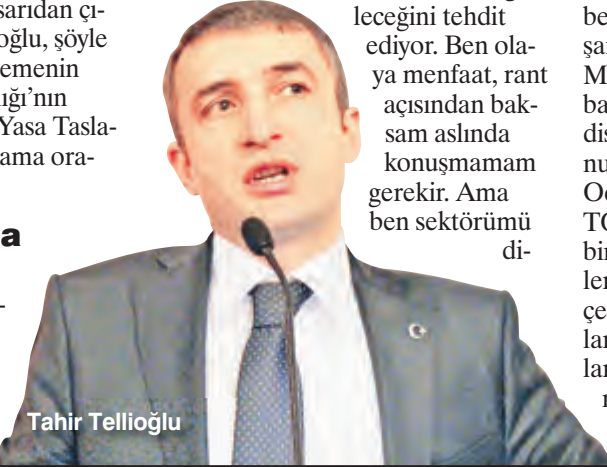 sarıdan çı-
oğlu, şöyle
emenin
lığı'nın
Yasa Tasla-
ama ora-
a
leceğini tehdit
ediyor. Ben ola-
ya menfaat, rant
açısından bak-
sam aslında
konuşmamam
gerekir. Ama
ben sektörümü
di-
be
M
ba
dis
nu
Od
TO
bir
ler
çe
lar
lar
Tahir Tellioğlu